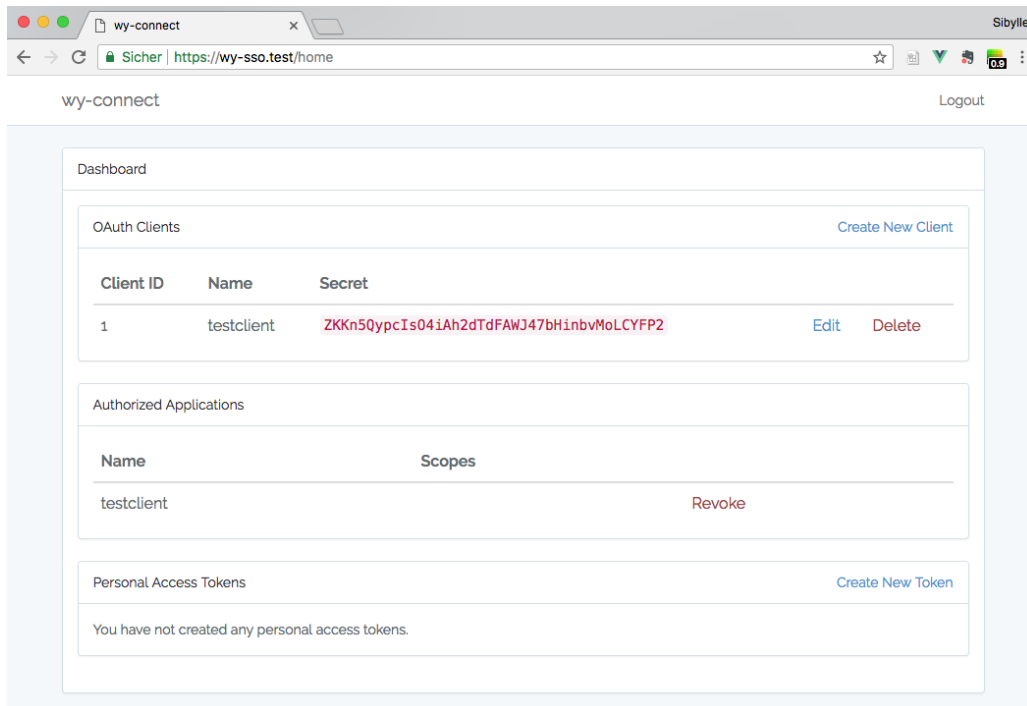 wy-connect
Sibylle
Sicher | https://wy-sso.test/home
0.9
wy-connect Logout
Dashboard
OAuth Clients Create New Client
Client ID Name Secret
1 testclient ZKKn5QypcIsO4iAh2dTdFAWJ47bHinbvMoLCYFP2 Edit Delete
Authorized Applications
Name Scopes
testclient Revoke
Personal Access Tokens Create New Token
You have not created any personal access tokens.